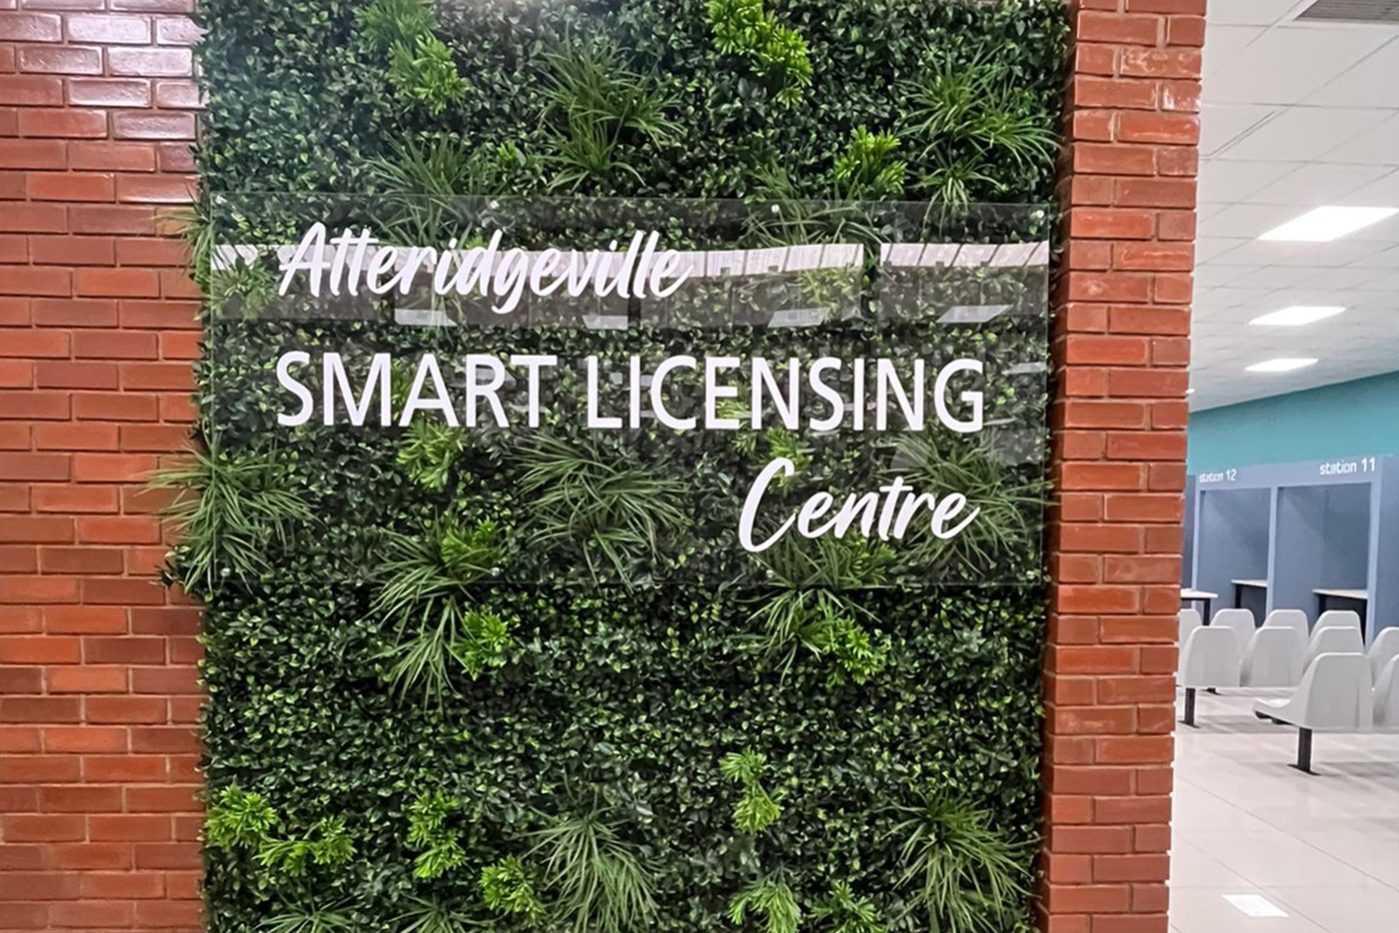 Atteridgeville
SMART LICENSING
Centre
station 12
station 11